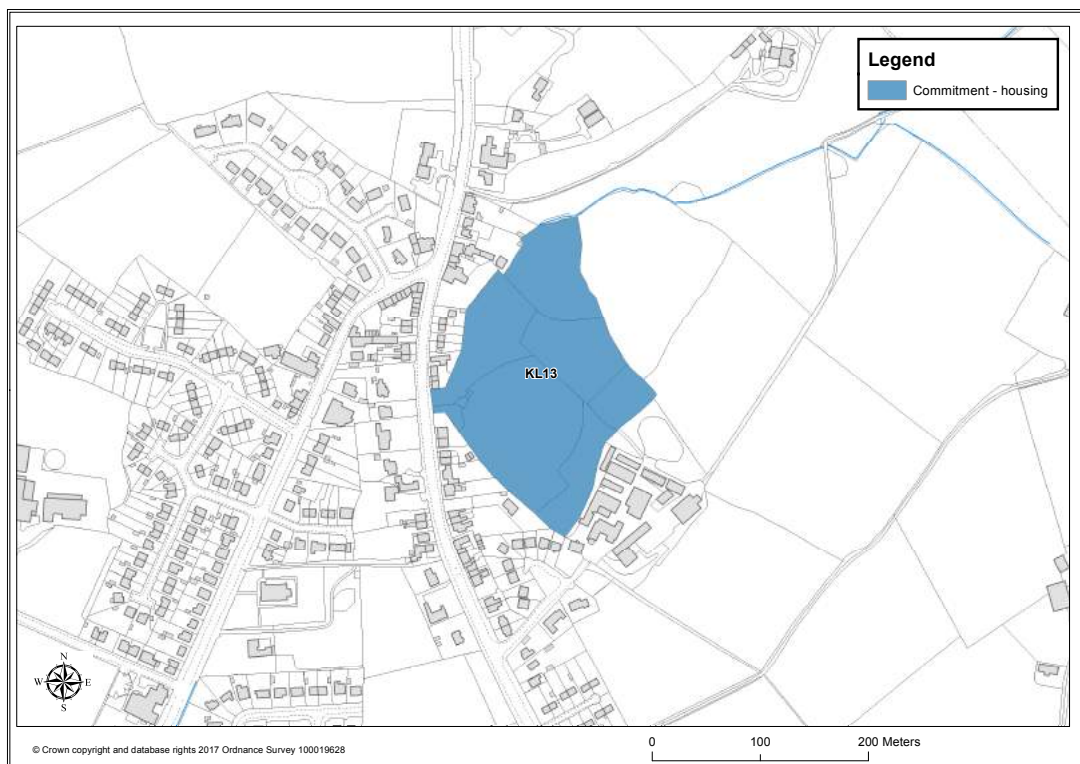 Legend
Commitment - housing
KL13
N
W E
S
© Crown copyright and database rights 2017 Ordnance Survey 100019628
0 100 200 Meters